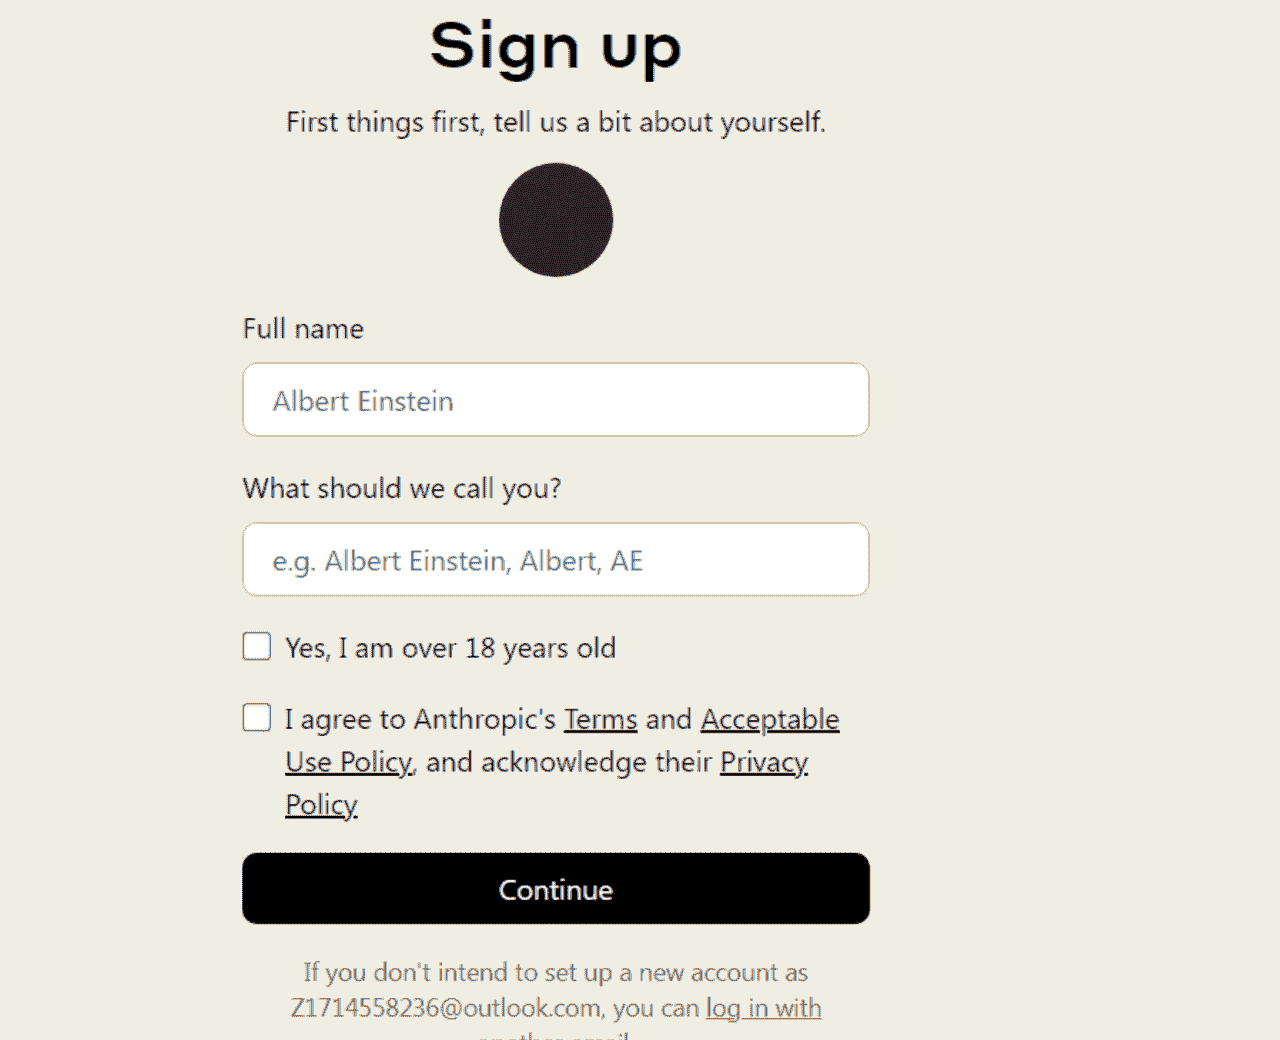 Sign up
First things first, tell us a bit about yourself.
Full name
Albert Einstein
What should we call you?
e.g. Albert Einstein, Albert, AE
Yes, I am over 18 years old
I agree to Anthropic's Terms and Acceptable
Use Policy, and acknowledge their Privacy
Policy
Continue
If you don't intend to set up a new account as
Z1714558236@outlook.com, you can log in with